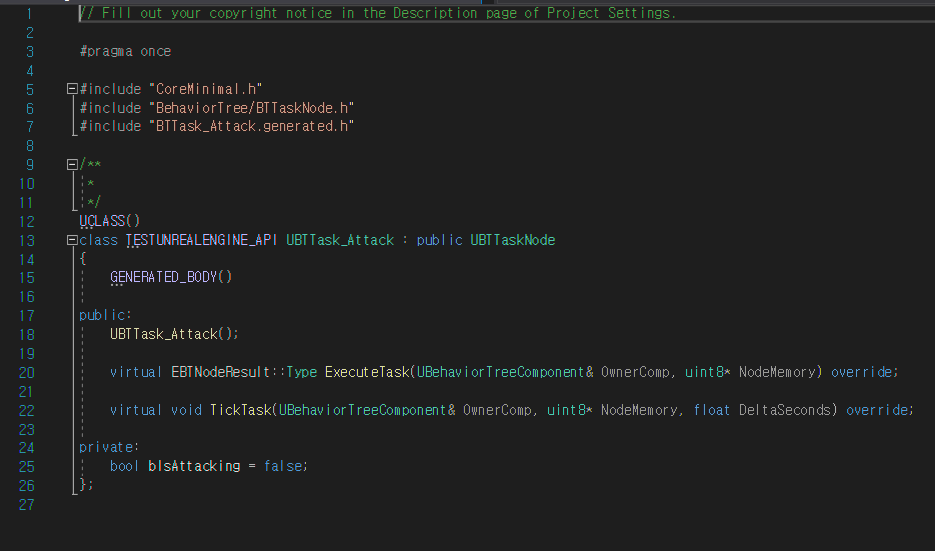 1 // Fill out your copyright notice in the Description page of Project Settings.
2
3 #pragma once
4
5 #include "CoreMinimal.h"
6 #include "BehaviorTree/BTTaskNode.h"
7 #include "BTTask_Attack.generated.h"
8
9 /**
10 *
11 */
12 UCLASS()
13 class TESTUNREALENGINE_API UBTTask_Attack : public UBTTaskNode
14 {
15 GENERATED_BODY()
16
17 public:
18 UBTTask_Attack();
19
20 virtual EBTNodeResult::Type ExecuteTask(UBehaviorTreeComponent& OwnerComp, uint8* NodeMemory) override;
21
22 virtual void TickTask(UBehaviorTreeComponent& OwnerComp, uint8* NodeMemory, float DeltaSeconds) override;
23
24 private:
25 bool bIsAttacking = false;
26 };
27